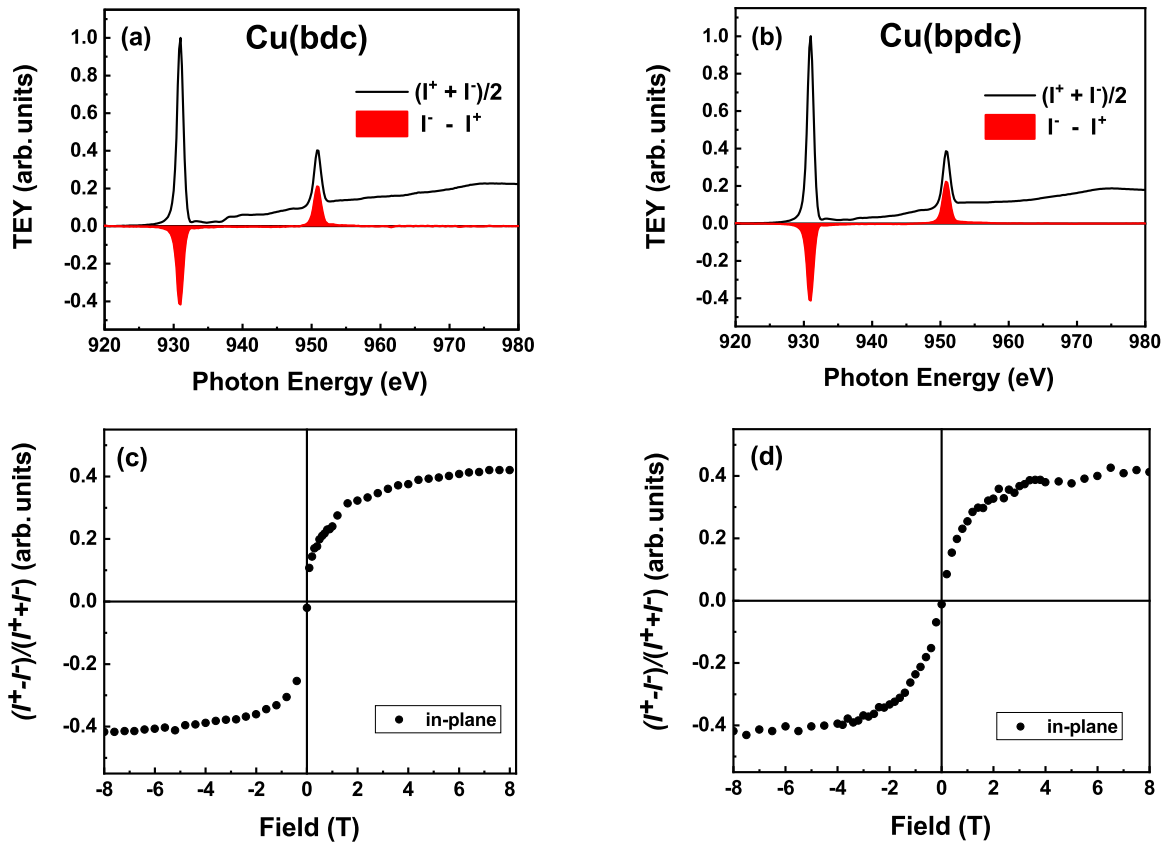 (a) Cu(bdc)
(I⁺ + I⁻)/2
I⁻ - I⁺
TEY (arb. units)
1.0
0.8
0.6
0.4
0.2
0.0
-0.2
-0.4
920 930 940 950 960 970 980
Photon Energy (eV)
(b) Cu(bpdc)
(I⁺ + I⁻)/2
I⁻ - I⁺
TEY (arb. units)
1.0
0.8
0.6
0.4
0.2
0.0
-0.2
-0.4
920 930 940 950 960 970 980
Photon Energy (eV)
(c)
(I⁺-I⁻)/(I⁺+I⁻) (arb. units)
0.4
0.2
0.0
-0.2
-0.4
in-plane
-8 -6 -4 -2 0 2 4 6 8
Field (T)
(d)
(I⁺-I⁻)/(I⁺+I⁻) (arb. units)
0.4
0.2
0.0
-0.2
-0.4
in-plane
-8 -6 -4 -2 0 2 4 6 8
Field (T)